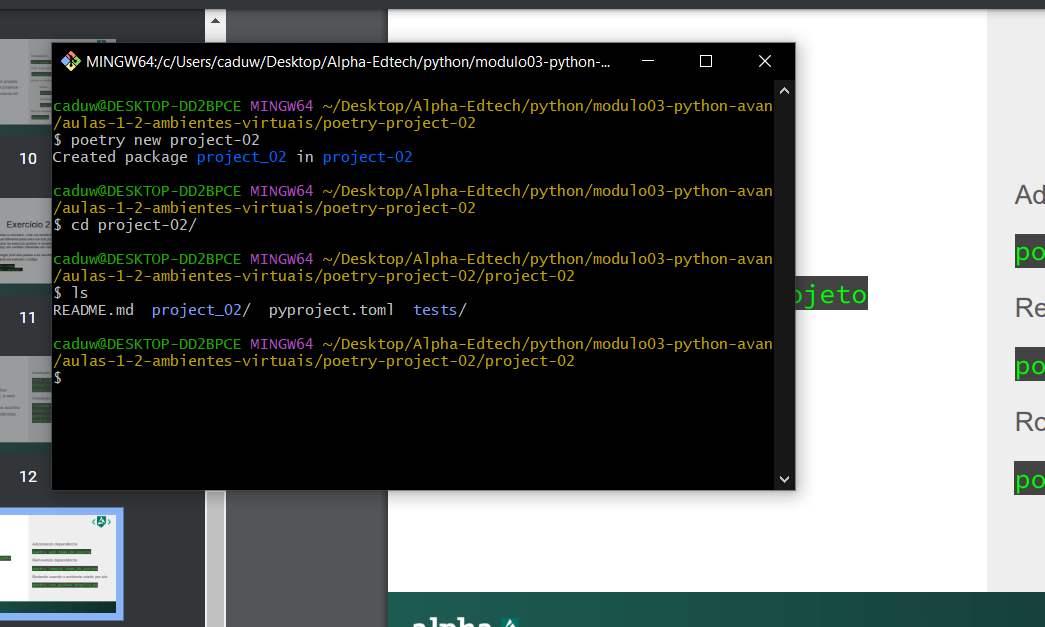 MINGW64:/c/Users/caduw/Desktop/Alpha-Edtech/python/modulo03-python-...
caduw@DESKTOP-DD2BPCE MINGW64 ~/Desktop/Alpha-Edtech/python/modulo03-python-avan
/aulas-1-2-ambientes-virtuais/poetry-project-02
$ poetry new project-02
Created package project_02 in project-02
caduw@DESKTOP-DD2BPCE MINGW64 ~/Desktop/Alpha-Edtech/python/modulo03-python-avan
/aulas-1-2-ambientes-virtuais/poetry-project-02
$ cd project-02/
caduw@DESKTOP-DD2BPCE MINGW64 ~/Desktop/Alpha-Edtech/python/modulo03-python-avan
/aulas-1-2-ambientes-virtuais/poetry-project-02/project-02
$ ls
README.md project_02/ pyproject.toml tests/
caduw@DESKTOP-DD2BPCE MINGW64 ~/Desktop/Alpha-Edtech/python/modulo03-python-avan
/aulas-1-2-ambientes-virtuais/poetry-project-02/project-02
$
10
Exercício 2
11
12
Adicionando dependência
Removendo dependência
ojeto
Ad
po
Re
po
Ro
po
alpha